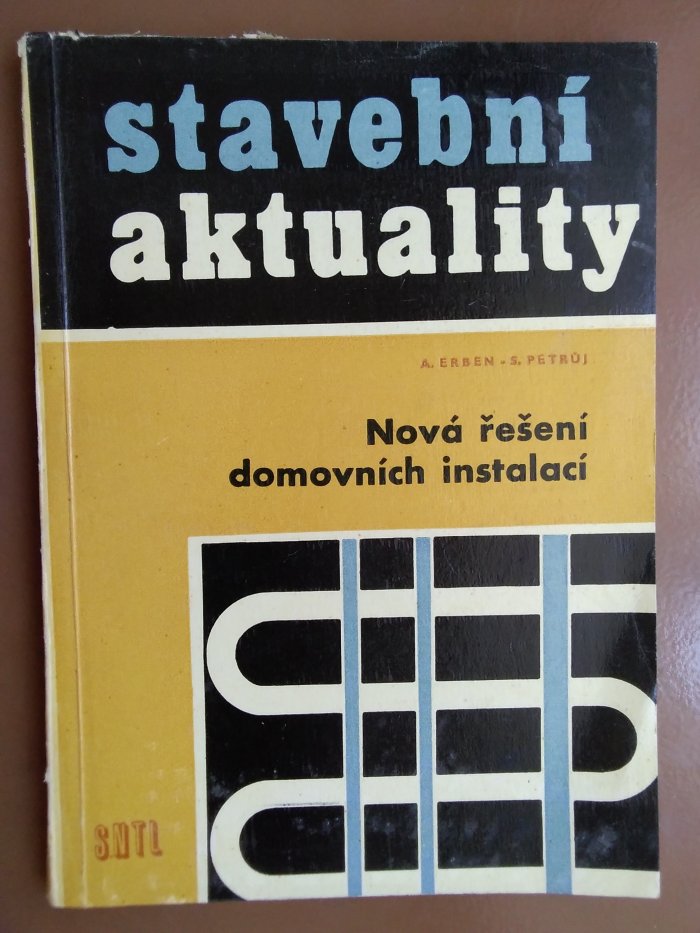 stavební
aktuality
A. ERBEN - S. PETRŮJ
Nová řešení
domovních instalací
SNTL